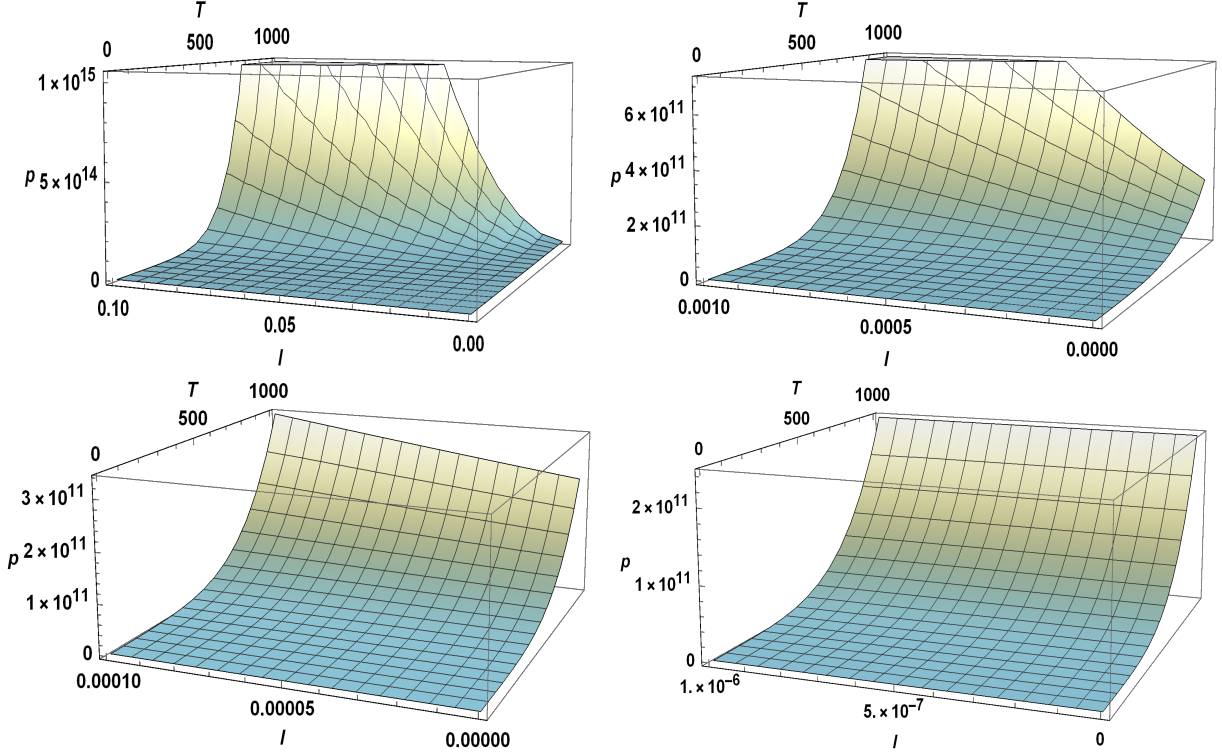 T
0 500 1000
1 × 10^15
p 5 × 10^14
0
0.10 0.05 0.00
l
T
0 500 1000
6 × 10^11
p 4 × 10^11
2 × 10^11
0
0.0010 0.0005 0.0000
l
T
0 500 1000
3 × 10^11
p 2 × 10^11
1 × 10^11
0
0.00010 0.00005 0.00000
l
T
0 500 1000
2 × 10^11
p 1 × 10^11
0
1. × 10^−6 5. × 10^−7 0
l